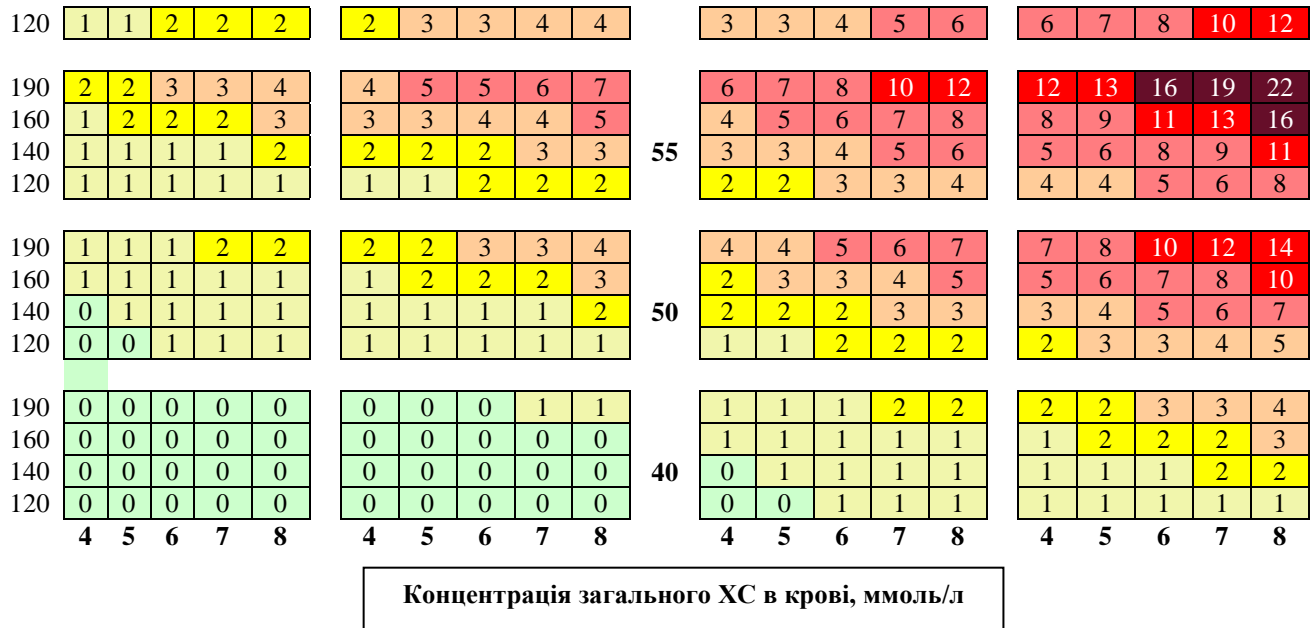 120 1 1 2 2 2 2 3 3 4 4 3 3 4 5 6 6 7 8 10 12
190 2 2 3 3 4 4 5 5 6 7 6 7 8 10 12 12 13 16 19 22
160 1 2 2 2 3 3 3 4 4 5 4 5 6 7 8 8 9 11 13 16
140 1 1 1 1 2 2 2 2 3 3 55 3 3 4 5 6 5 6 8 9 11
120 1 1 1 1 1 1 1 2 2 2 2 2 3 3 4 4 4 5 6 8
190 1 1 1 2 2 2 2 3 3 4 4 4 5 6 7 7 8 10 12 14
160 1 1 1 1 1 1 2 2 2 3 2 3 3 4 5 5 6 7 8 10
140 0 1 1 1 1 1 1 1 1 2 50 2 2 2 3 3 3 4 5 6 7
120 0 0 1 1 1 1 1 1 1 1 1 1 2 2 2 2 3 3 4 5
190 0 0 0 0 0 0 0 0 1 1 1 1 1 2 2 2 2 3 3 4
160 0 0 0 0 0 0 0 0 0 0 1 1 1 1 1 1 2 2 2 3
140 0 0 0 0 0 0 0 0 0 0 40 0 1 1 1 1 1 1 1 2 2
120 0 0 0 0 0 0 0 0 0 0 0 0 1 1 1 1 1 1 1 1
4 5 6 7 8 4 5 6 7 8 4 5 6 7 8 4 5 6 7 8
Концентрація загального ХС в крові, ммоль/л